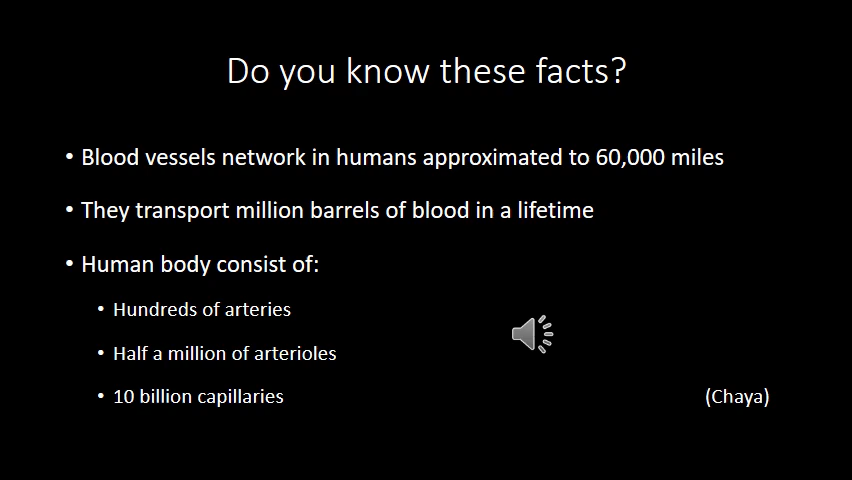 Do you know these facts?
• Blood vessels network in humans approximated to 60,000 miles
• They transport million barrels of blood in a lifetime
• Human body consist of:
• Hundreds of arteries
• Half a million of arterioles
• 10 billion capillaries (Chaya)